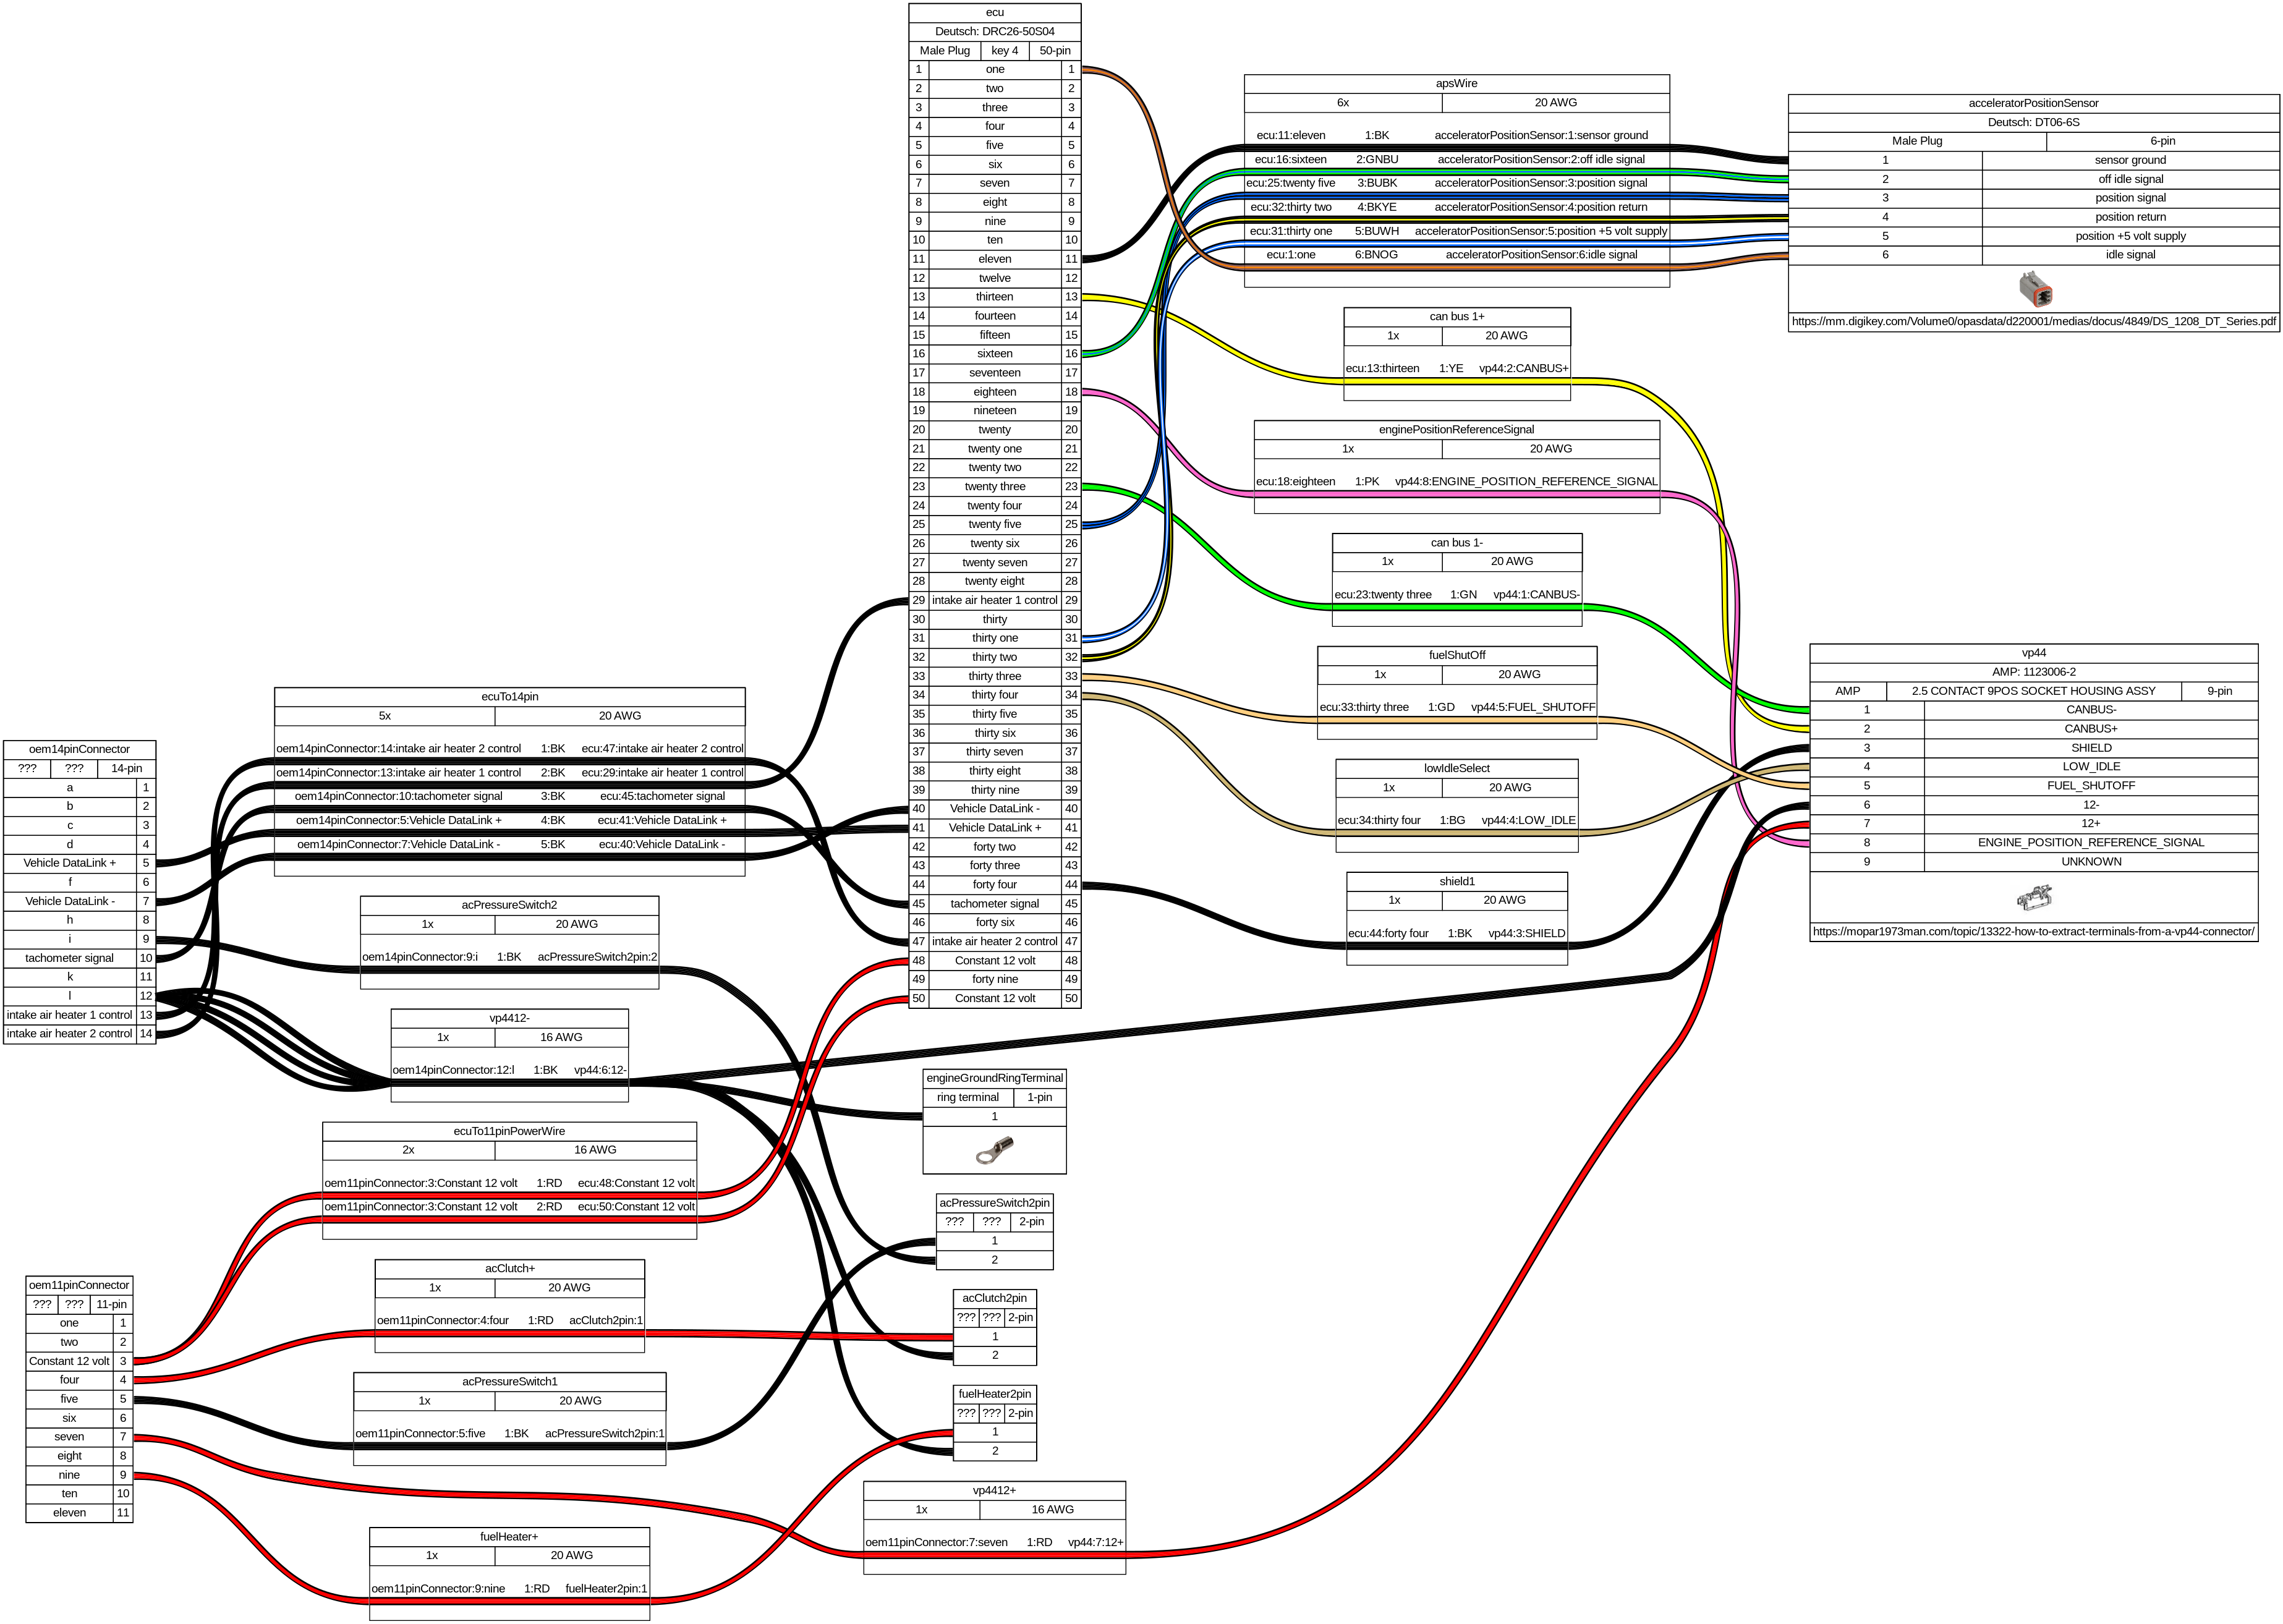 ecu
Deutsch: DRC26-50S04
Male Plug key 4 50-pin
1 one 1
2 two 2
3 three 3
4 four 4
5 five 5
6 six 6
7 seven 7
8 eight 8
9 nine 9
10 ten 10
11 eleven 11
12 twelve 12
13 thirteen 13
14 fourteen 14
15 fifteen 15
16 sixteen 16
17 seventeen 17
18 eighteen 18
19 nineteen 19
20 twenty 20
21 twenty one 21
22 twenty two 22
23 twenty three 23
24 twenty four 24
25 twenty five 25
26 twenty six 26
27 twenty seven 27
28 twenty eight 28
29 intake air heater 1 control 29
30 thirty 30
31 thirty one 31
32 thirty two 32
33 thirty three 33
34 thirty four 34
35 thirty five 35
36 thirty six 36
37 thirty seven 37
38 thirty eight 38
39 thirty nine 39
40 Vehicle DataLink - 40
41 Vehicle DataLink + 41
42 forty two 42
43 forty three 43
44 forty four 44
45 tachometer signal 45
46 forty six 46
47 intake air heater 2 control 47
48 Constant 12 volt 48
49 forty nine 49
50 Constant 12 volt 50
apsWire
6x 20 AWG
ecu:11:eleven 1:BK acceleratorPositionSensor:1:sensor ground
ecu:16:sixteen 2:GNBU acceleratorPositionSensor:2:off idle signal
ecu:25:twenty five 3:BUBK acceleratorPositionSensor:3:position signal
ecu:32:thirty two 4:BKYE acceleratorPositionSensor:4:position return
ecu:31:thirty one 5:BUWH acceleratorPositionSensor:5:position +5 volt supply
ecu:1:one 6:BNOG acceleratorPositionSensor:6:idle signal
acceleratorPositionSensor
Deutsch: DT06-6S
Male Plug 6-pin
1 sensor ground
2 off idle signal
3 position signal
4 position return
5 position +5 volt supply
6 idle signal
https://mm.digikey.com/Volume0/opasdata/d220001/medias/docus/4849/DS_1208_DT_Series.pdf
can bus 1+
1x 20 AWG
ecu:13:thirteen 1:YE vp44:2:CANBUS+
enginePositionReferenceSignal
1x 20 AWG
ecu:18:eighteen 1:PK vp44:8:ENGINE_POSITION_REFERENCE_SIGNAL
can bus 1-
1x 20 AWG
ecu:23:twenty three 1:GN vp44:1:CANBUS-
fuelShutOff
1x 20 AWG
ecu:33:thirty three 1:GD vp44:5:FUEL_SHUTOFF
lowIdleSelect
1x 20 AWG
ecu:34:thirty four 1:BG vp44:4:LOW_IDLE
shield1
1x 20 AWG
ecu:44:forty four 1:BK vp44:3:SHIELD
vp44
AMP: 1123006-2
AMP 2.5 CONTACT 9POS SOCKET HOUSING ASSY 9-pin
1 CANBUS-
2 CANBUS+
3 SHIELD
4 LOW_IDLE
5 FUEL_SHUTOFF
6 12-
7 12+
8 ENGINE_POSITION_REFERENCE_SIGNAL
9 UNKNOWN
https://mopar1973man.com/topic/13322-how-to-extract-terminals-from-a-vp44-connector/
oem14pinConnector
??? ??? 14-pin
a 1
b 2
c 3
d 4
Vehicle DataLink + 5
f 6
Vehicle DataLink - 7
h 8
i 9
tachometer signal 10
k 11
l 12
intake air heater 1 control 13
intake air heater 2 control 14
ecuTo14pin
5x 20 AWG
oem14pinConnector:14:intake air heater 2 control 1:BK ecu:47:intake air heater 2 control
oem14pinConnector:13:intake air heater 1 control 2:BK ecu:29:intake air heater 1 control
oem14pinConnector:10:tachometer signal 3:BK ecu:45:tachometer signal
oem14pinConnector:5:Vehicle DataLink + 4:BK ecu:41:Vehicle DataLink +
oem14pinConnector:7:Vehicle DataLink - 5:BK ecu:40:Vehicle DataLink -
acPressureSwitch2
1x 20 AWG
oem14pinConnector:9:i 1:BK acPressureSwitch2pin:2
vp4412-
1x 16 AWG
oem14pinConnector:12:l 1:BK vp44:6:12-
ecuTo11pinPowerWire
2x 16 AWG
oem11pinConnector:3:Constant 12 volt 1:RD ecu:48:Constant 12 volt
oem11pinConnector:3:Constant 12 volt 2:RD ecu:50:Constant 12 volt
acClutch+
1x 20 AWG
oem11pinConnector:4:four 1:RD acClutch2pin:1
acPressureSwitch1
1x 20 AWG
oem11pinConnector:5:five 1:BK acPressureSwitch2pin:1
fuelHeater+
1x 20 AWG
oem11pinConnector:9:nine 1:RD fuelHeater2pin:1
oem11pinConnector
??? ??? 11-pin
one 1
two 2
Constant 12 volt 3
four 4
five 5
six 6
seven 7
eight 8
nine 9
ten 10
eleven 11
engineGroundRingTerminal
ring terminal 1-pin
1
acPressureSwitch2pin
??? ??? 2-pin
1
2
acClutch2pin
??? ??? 2-pin
1
2
fuelHeater2pin
??? ??? 2-pin
1
2
vp4412+
1x 16 AWG
oem11pinConnector:7:seven 1:RD vp44:7:12+